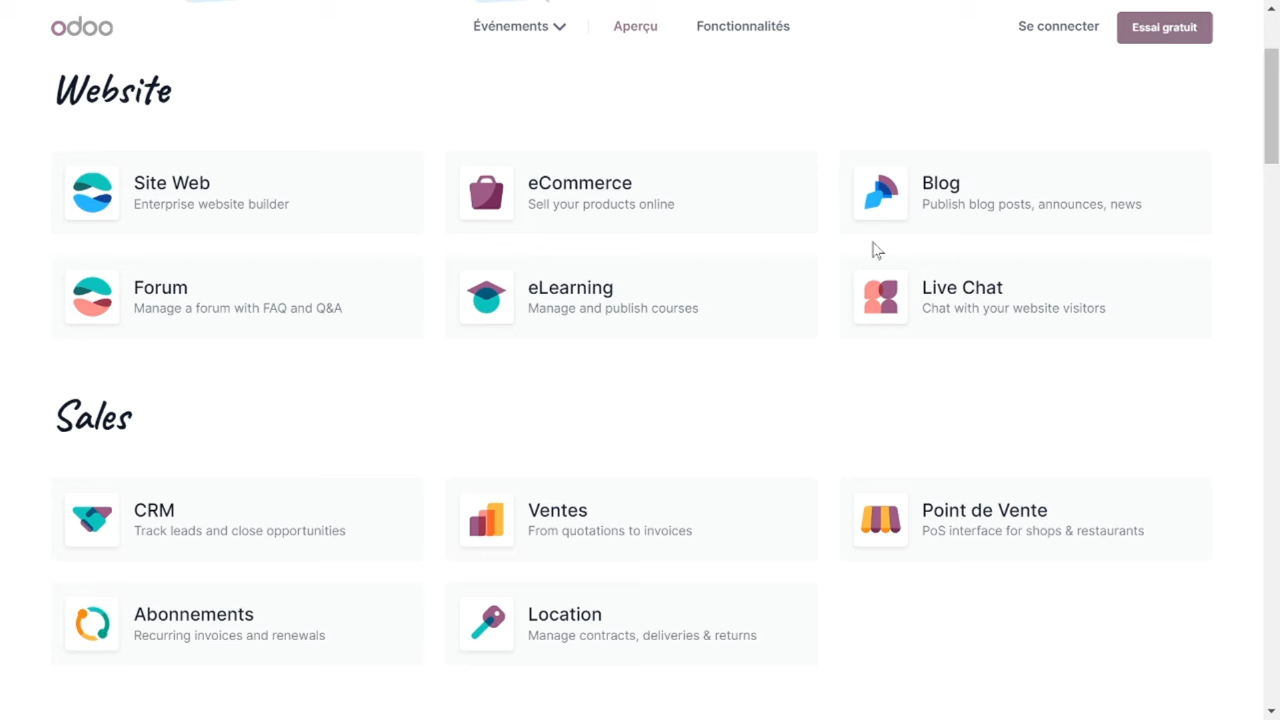 odoo
Événements
Aperçu
Fonctionnalités
Se connecter
Essai gratuit
Website
Site Web
Enterprise website builder
eCommerce
Sell your products online
Blog
Publish blog posts, announces, news
Forum
Manage a forum with FAQ and Q&A
eLearning
Manage and publish courses
Live Chat
Chat with your website visitors
Sales
CRM
Track leads and close opportunities
Ventes
From quotations to invoices
Point de Vente
PoS interface for shops & restaurants
Abonnements
Recurring invoices and renewals
Location
Manage contracts, deliveries & returns